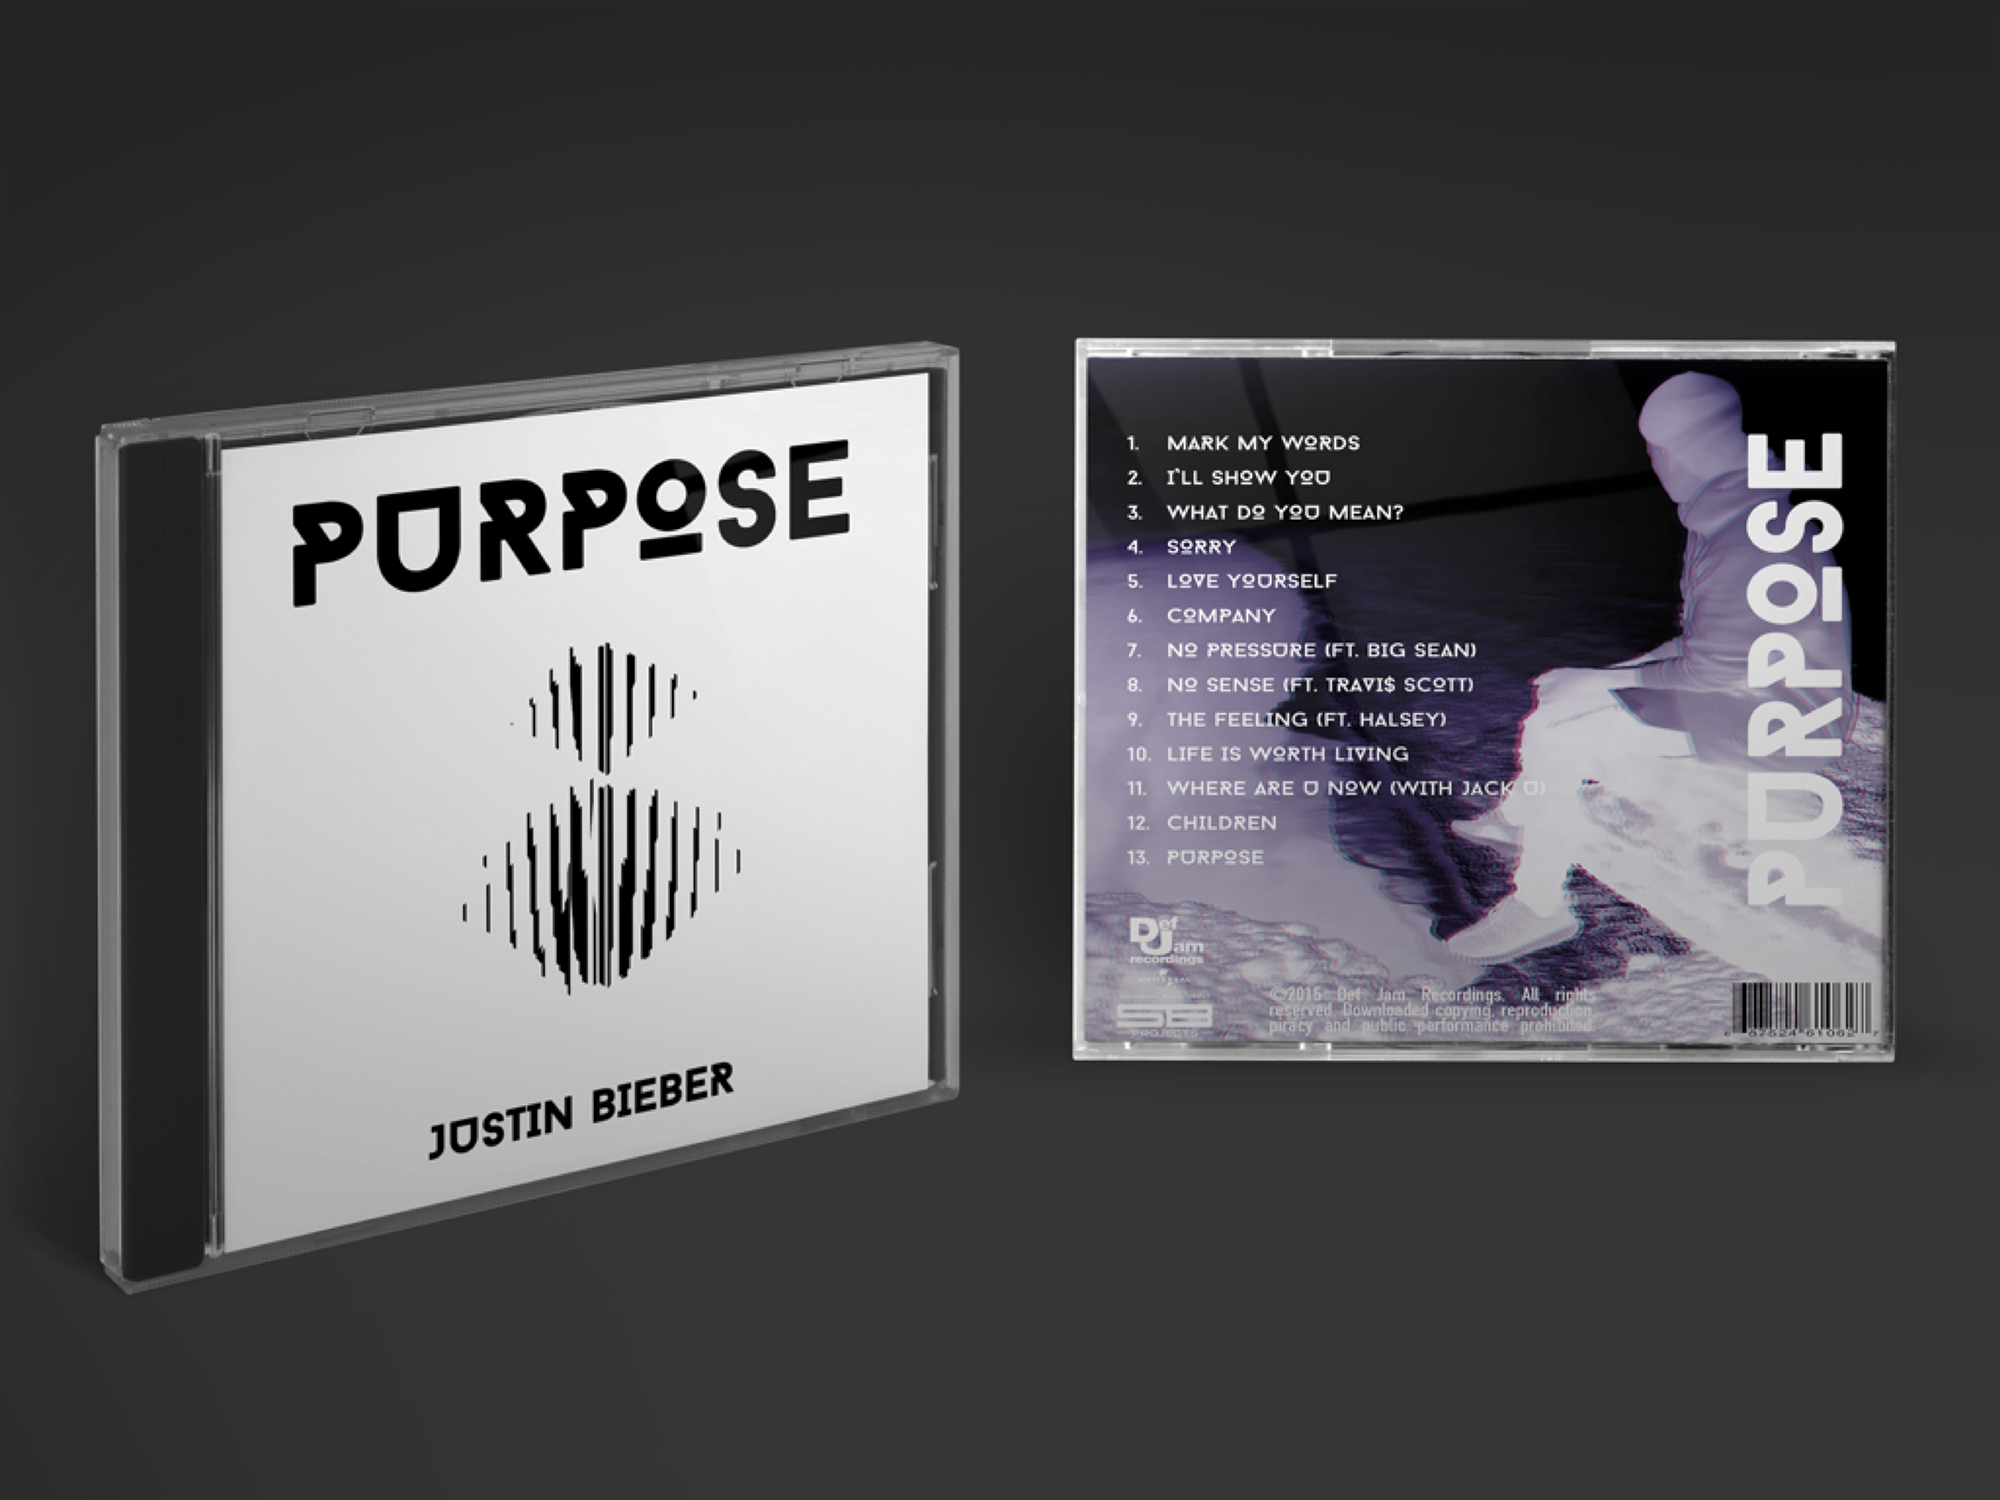 PURPOSE
JUSTIN BIEBER
1. MARK MY WORDS
2. I'LL SHOW YOU
3. WHAT DO YOU MEAN?
4. SORRY
5. LOVE YOURSELF
6. COMPANY
7. NO PRESSURE (FT. BIG SEAN)
8. NO SENSE (FT. TRAVI$ SCOTT)
9. THE FEELING (FT. HALSEY)
10. LIFE IS WORTH LIVING
11. WHERE ARE U NOW (WITH JACK U)
12. CHILDREN
13. PURPOSE
PURPOSE
Def Jam
recordings
SB
PROJECTS
©2015 Def Jam Recordings. All rights
reserved. Downloaded copying, reproduction
piracy and public performance prohibited